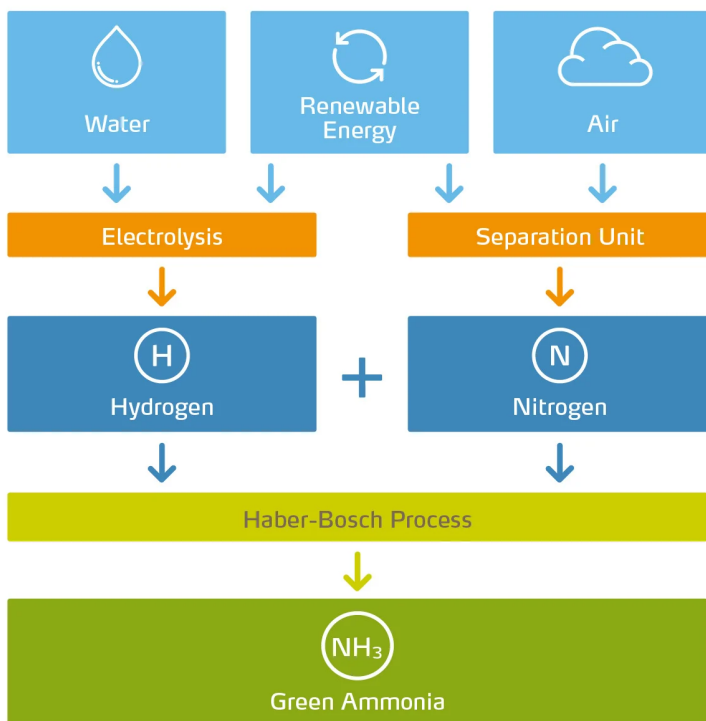 Water
Renewable
Energy
Air
Electrolysis
Separation Unit
H
Hydrogen
+
N
Nitrogen
Haber-Bosch Process
NH₃
Green Ammonia